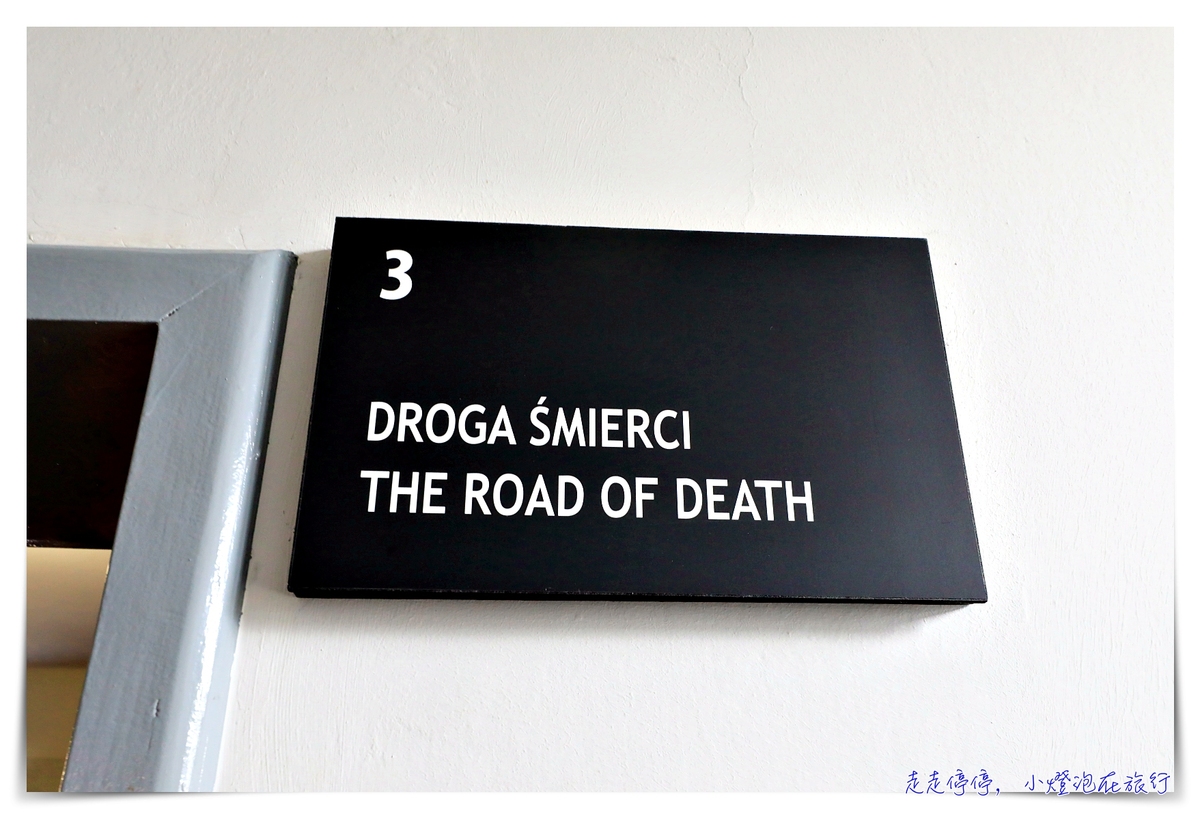 3
DROGA ŚMIERCI
THE ROAD OF DEATH
走走停停, 小燈泡在旅行